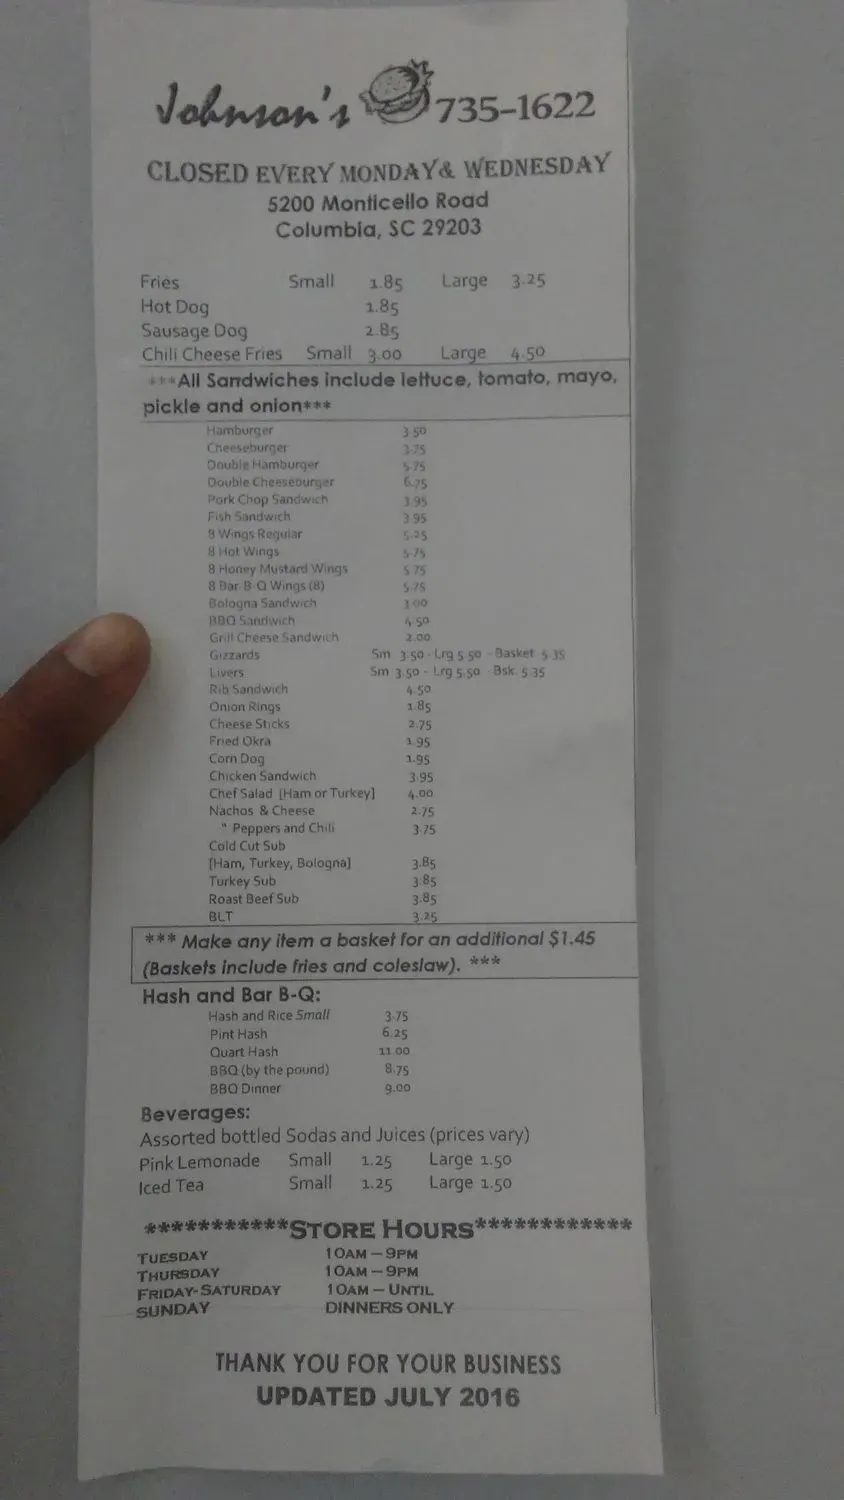 Johnson's 735-1622
CLOSED EVERY MONDAY & WEDNESDAY
5200 Monticello Road
Columbia, SC 29203
Fries Small 1.85 Large 3.25
Hot Dog 1.85
Sausage Dog 2.85
Chili Cheese Fries Small 3.00 Large 4.50
***All Sandwiches include lettuce, tomato, mayo,
pickle and onion***
Hamburger 3.50
Cheeseburger 3.75
Double Hamburger 5.75
Double Cheeseburger 6.75
Pork Chop Sandwich 3.95
Fish Sandwich 3.95
8 Wings Regular 5.25
8 Hot Wings 5.75
8 Honey Mustard Wings 5.75
8 Bar-B-Q Wings (8) 5.75
Bologna Sandwich 3.00
BBQ Sandwich 4.50
Grill Cheese Sandwich 2.00
Gizzards Sm 3.50 - Lrg 5.50 - Basket 5.35
Livers Sm 3.50 - Lrg 5.50 - Bsk. 5.35
Rib Sandwich 4.50
Onion Rings 1.85
Cheese Sticks 2.75
Fried Okra 1.95
Corn Dog 1.95
Chicken Sandwich 3.95
Chef Salad [Ham or Turkey] 4.00
Nachos & Cheese 2.75
" Peppers and Chili 3.75
Cold Cut Sub
[Ham, Turkey, Bologna] 3.85
Turkey Sub 3.85
Roast Beef Sub 3.85
BLT 3.25
*** Make any item a basket for an additional $1.45
(Baskets include fries and coleslaw). ***
Hash and Bar B-Q:
Hash and Rice Small 3.75
Pint Hash 6.25
Quart Hash 11.00
BBQ (by the pound) 8.75
BBQ Dinner 9.00
Beverages:
Assorted bottled Sodas and Juices (prices vary)
Pink Lemonade Small 1.25 Large 1.50
Iced Tea Small 1.25 Large 1.50
***********STORE HOURS************
TUESDAY 10AM – 9PM
THURSDAY 10AM – 9PM
FRIDAY-SATURDAY 10AM – UNTIL
SUNDAY DINNERS ONLY
THANK YOU FOR YOUR BUSINESS
UPDATED JULY 2016